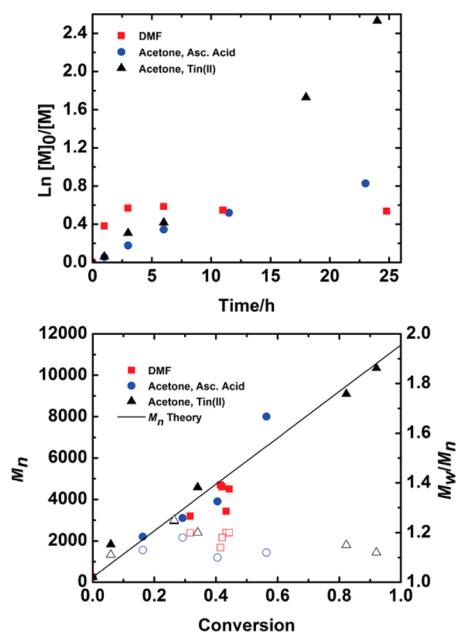 2.4
2.0
1.6
1.2
0.8
0.4
0.0
Ln [M]₀/[M]
DMF
Acetone, Asc. Acid
Acetone, Tin(II)
0 5 10 15 20 25
Time/h
12000
10000
8000
6000
4000
2000
0
Mn
DMF
Acetone, Asc. Acid
Acetone, Tin(II)
Mn Theory
2.0
1.8
1.6
1.4
1.2
1.0
Mw/Mn
0.0 0.2 0.4 0.6 0.8 1.0
Conversion